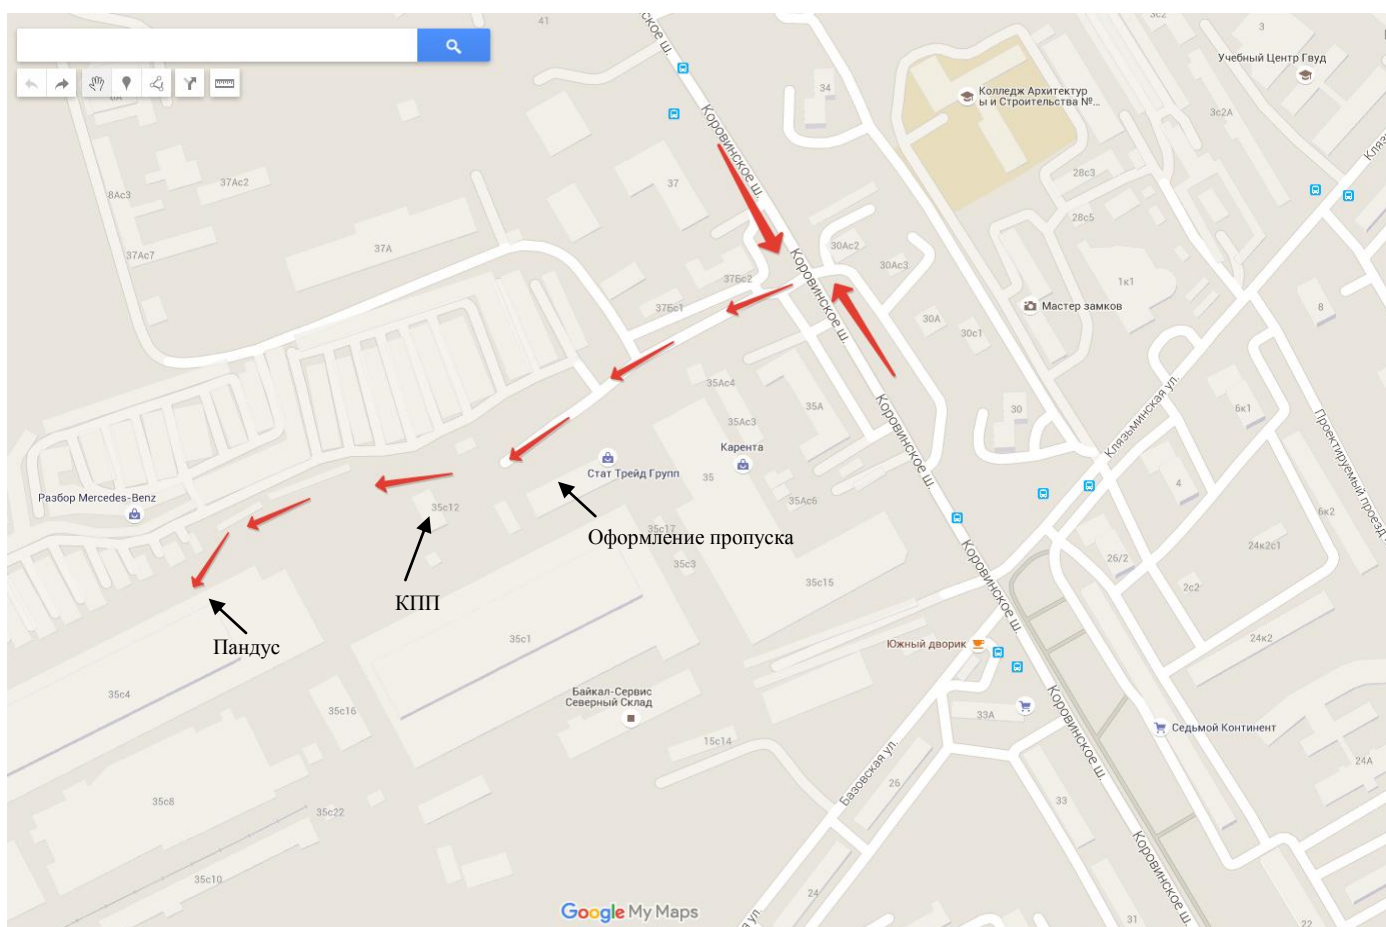 41
3с2
3
Учебный Центр Гвуд
Колледж Архитектур
ы и Строительства №...
34
3с2А
Коровинское ш.
28с3
37Ас2
37
8Ас3
28с5
37А
37Ас7
30Ас2
30Ас3
Коровинское ш.
37Бс2
1к1
37Бс1
Мастер замков
8
30А
30с1
35Ас4
Клязьминская ул.
35А
30
6к1
35Ас3
Коровинское ш.
Карента
Стат Трейд Групп
35
Проектируемый проезд
4
Разбор Mercedes-Benz
35Ас6
35с12
6к2
35с17
Оформление пропуска
24к2с1
26/2
35с3
35с15
2с2
КПП
Коровинское ш.
35с1
24к2
Пандус
Южный дворик
35с4
Байкал-Сервис
Северный Склад
35с16
33А
Коровинское ш.
Седьмой Континент
15с14
Базовская ул.
24А
26
35с8
33
35с22
Коровинское ш.
35с10
24
Google My Maps
31
22